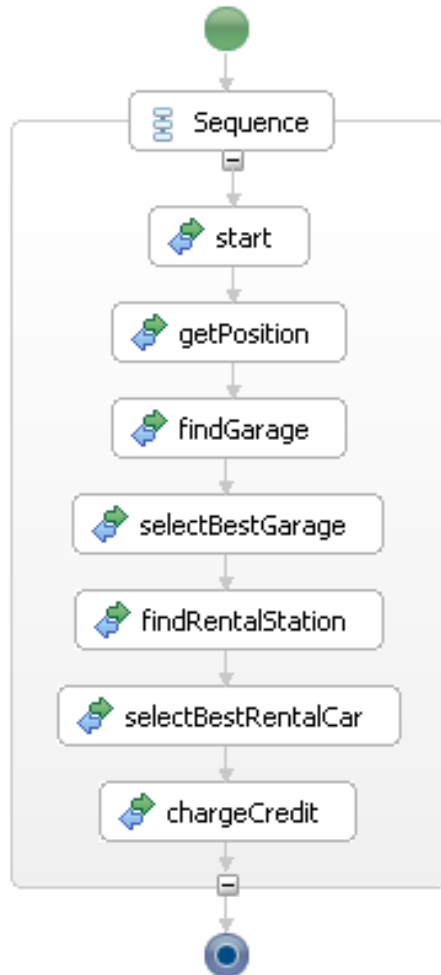 Sequence
start
getPosition
findGarage
selectBestGarage
findRentalStation
selectBestRentalCar
chargeCredit